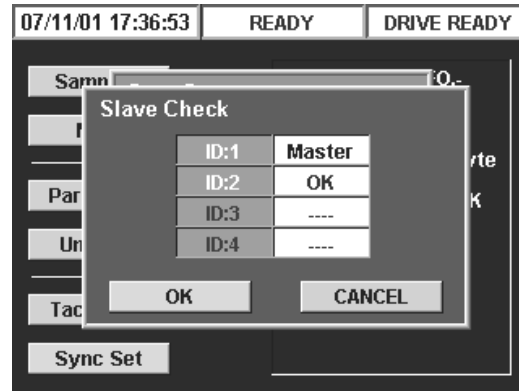 07/11/01 17:36:53 READY DRIVE READY
Slave Check
ID:1 Master
ID:2 OK
ID:3 ----
ID:4 ----
OK CANCEL
Sync Set